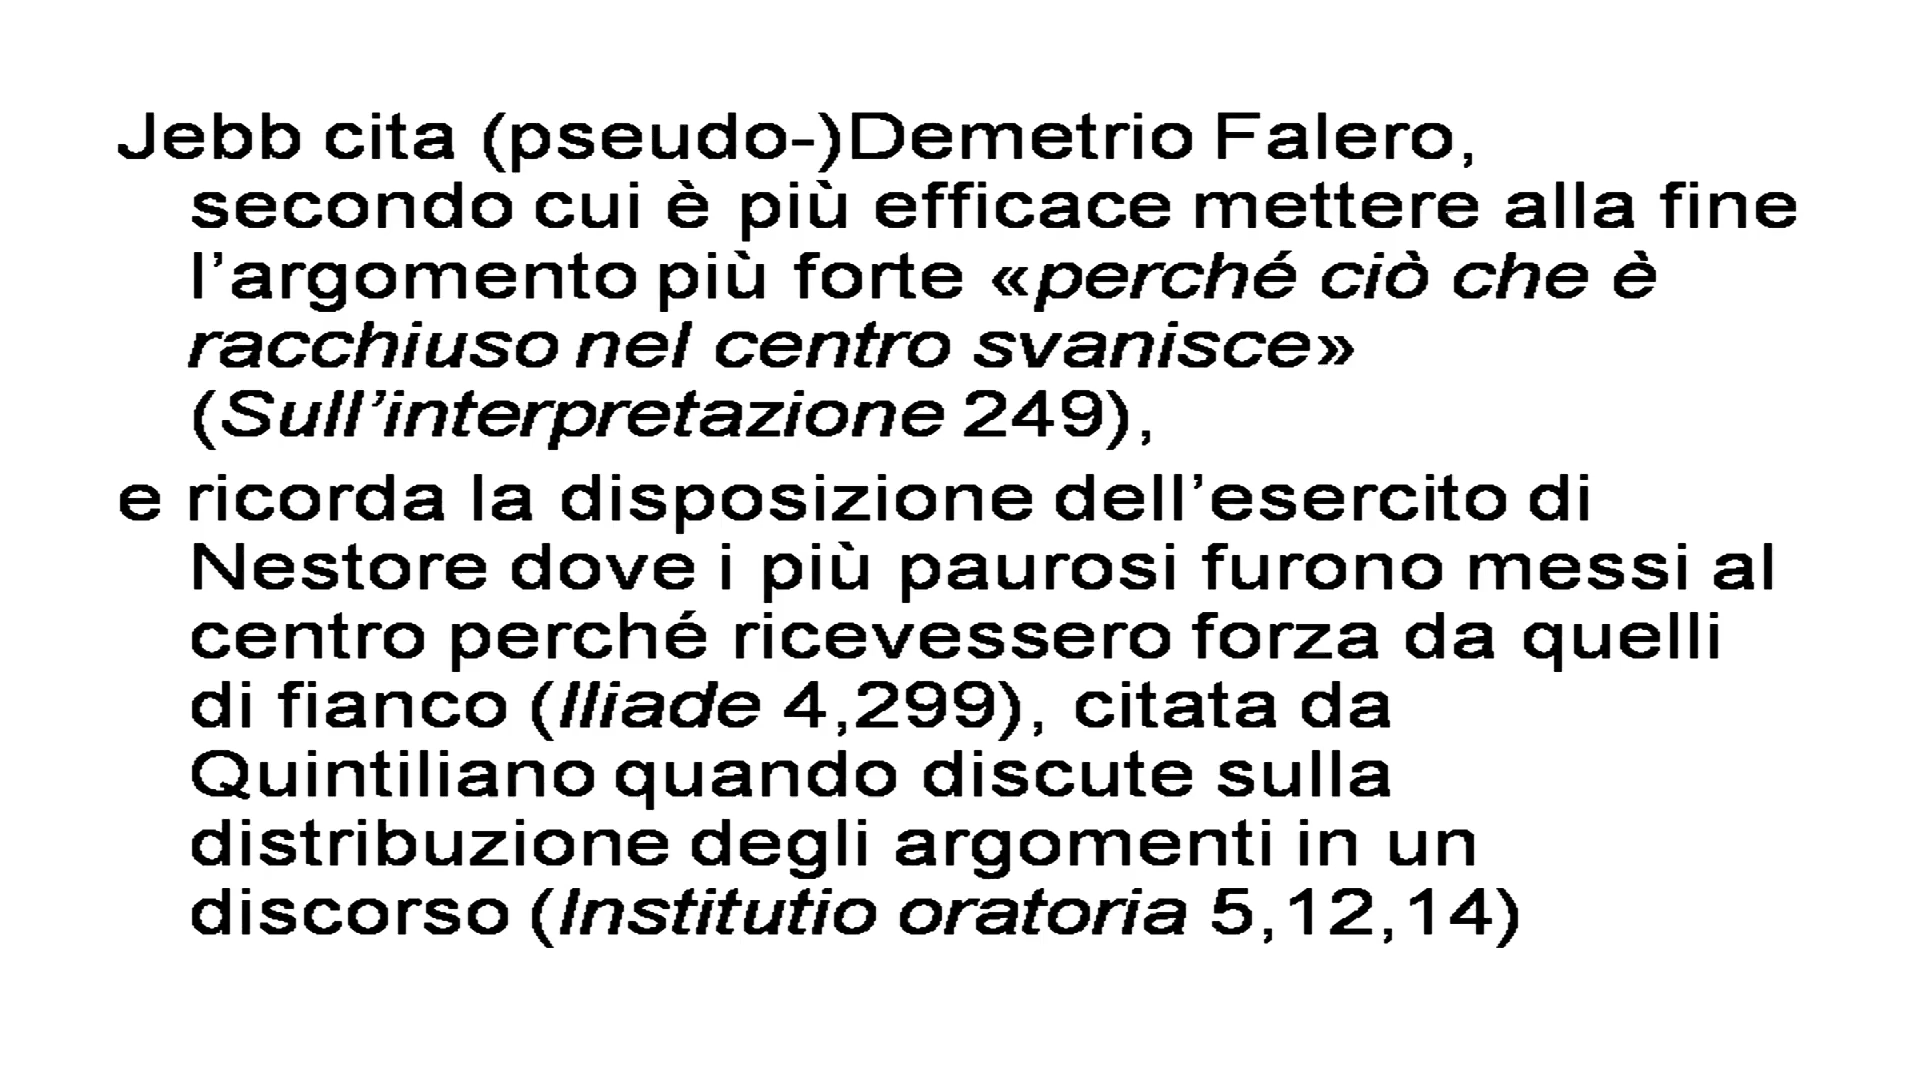 Jebb cita (pseudo-)Demetrio Falero,
secondo cui è più efficace mettere alla fine
l’argomento più forte «perché ciò che è
racchiuso nel centro svanisce»
(Sull’interpretazione 249),
e ricorda la disposizione dell’esercito di
Nestore dove i più paurosi furono messi al
centro perché ricevessero forza da quelli
di fianco (Iliade 4,299), citata da
Quintiliano quando discute sulla
distribuzione degli argomenti in un
discorso (Institutio oratoria 5,12,14)